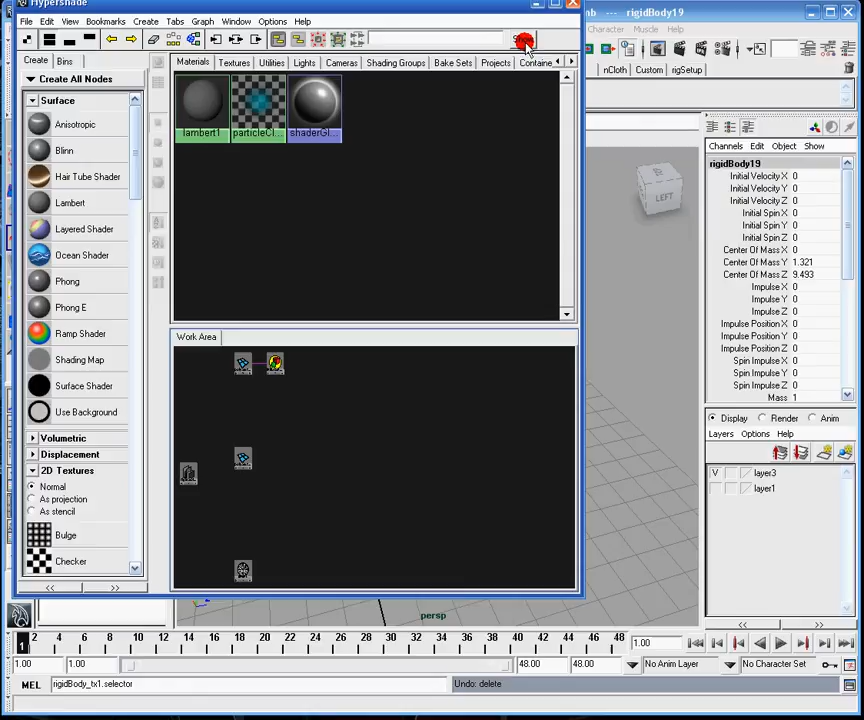 Hypershade
mb --- rigidBody19
File Edit View Bookmarks Create Tabs Graph Window Options Help
Character Muscle
Show
nCloth Custom rigSetup
Create Bins
Materials Textures Utilities Lights Cameras Shading Groups Bake Sets Projects Containe
Create All Nodes
Surface
Anisotropic
Blinn
Hair Tube Shader
Lambert
Layered Shader
Ocean Shader
Phong
Phong E
Ramp Shader
Shading Map
Surface Shader
Use Background
Volumetric
Displacement
2D Textures
Normal
As projection
As stencil
Bulge
Checker
lambert1 particleCl... shaderGl...
Work Area
LEFT
persp
Channels Edit Object Show
rigidBody19
Initial Velocity X 0
Initial Velocity Y 0
Initial Velocity Z 0
Initial Spin X 0
Initial Spin Y 0
Initial Spin Z 0
Center Of Mass X 0
Center Of Mass Y 1.321
Center Of Mass Z 9.493
Impulse X 0
Impulse Y 0
Impulse Z 0
Impulse Position X 0
Impulse Position Y 0
Impulse Position Z 0
Spin Impulse X 0
Spin Impulse Y 0
Spin Impulse Z 0
Mass 1
Display Render Anim
Layers Options Help
V layer3
layer1
1 2 4 6 8 10 12 14 16 18 20 22 24 26 28 30 32 34 36 38 40 42 44 46 48 1.00
1.00 1.00 48.00 48.00 No Anim Layer No Character Set
MEL rigidBody_tx1.selector Undo: delete